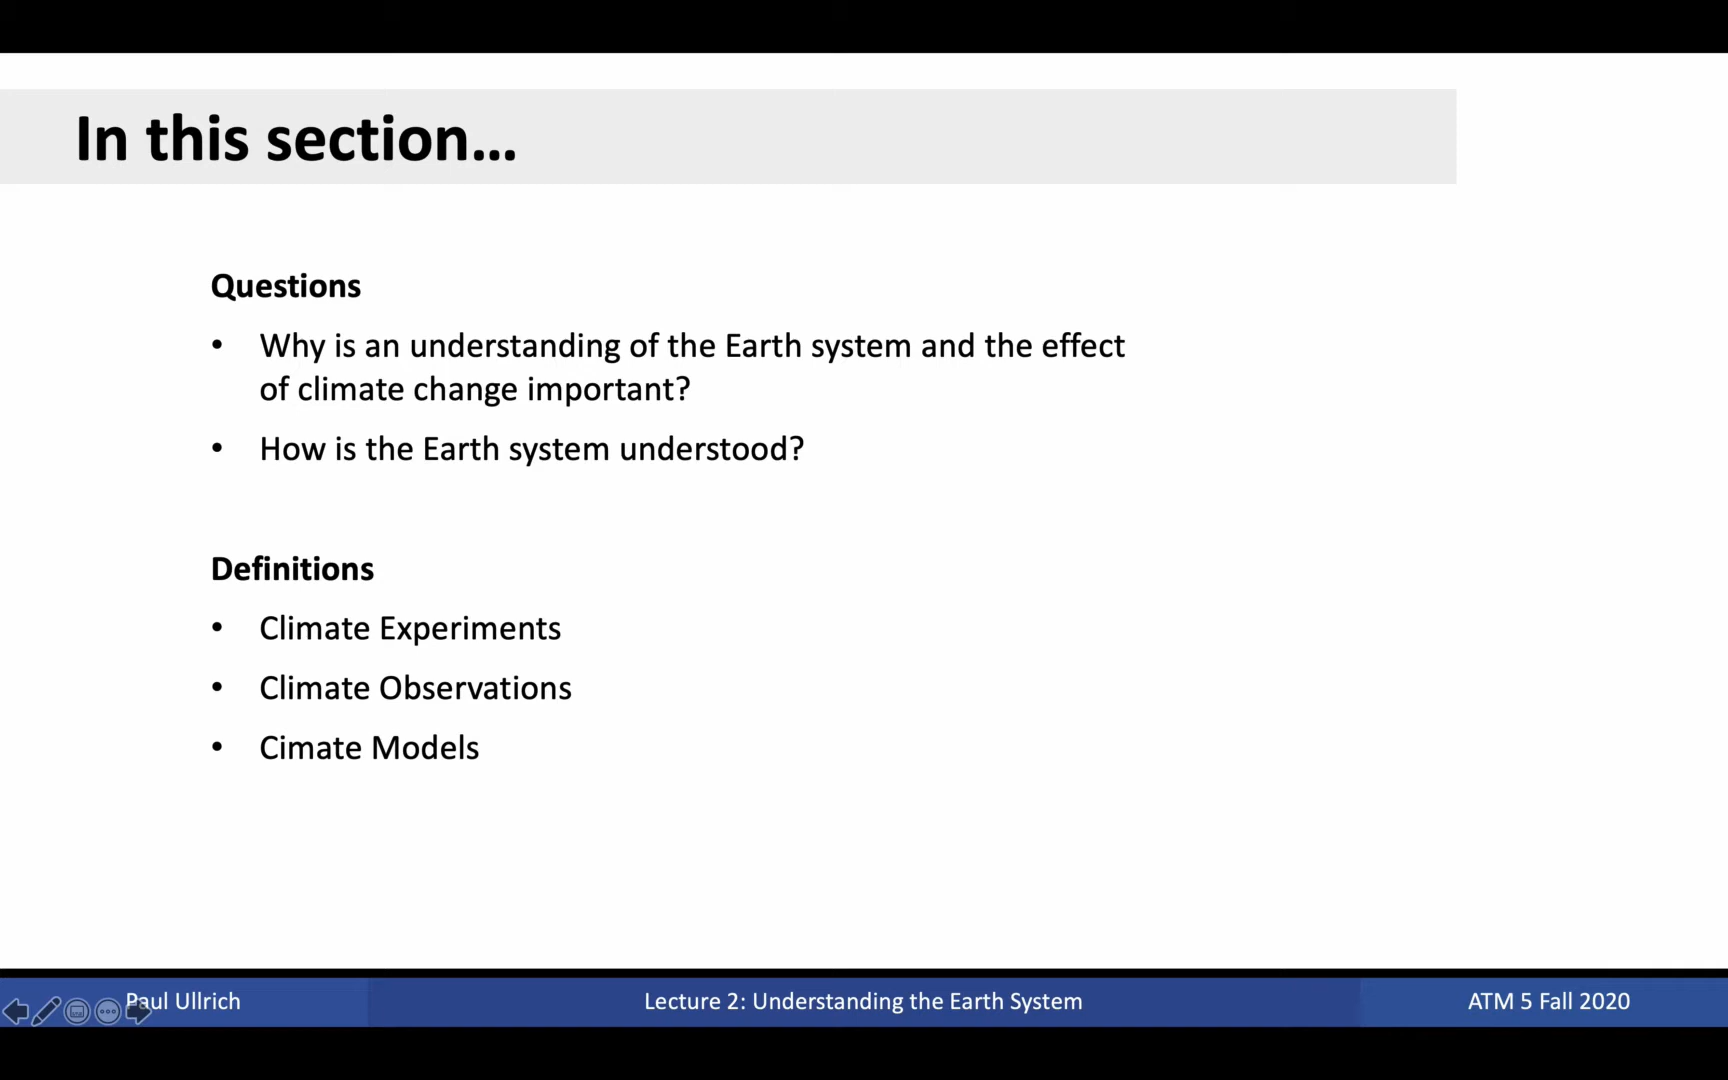 In this section...
Questions
• Why is an understanding of the Earth system and the effect
of climate change important?
• How is the Earth system understood?
Definitions
• Climate Experiments
• Climate Observations
• Cimate Models
Paul Ullrich
Lecture 2: Understanding the Earth System
ATM 5 Fall 2020